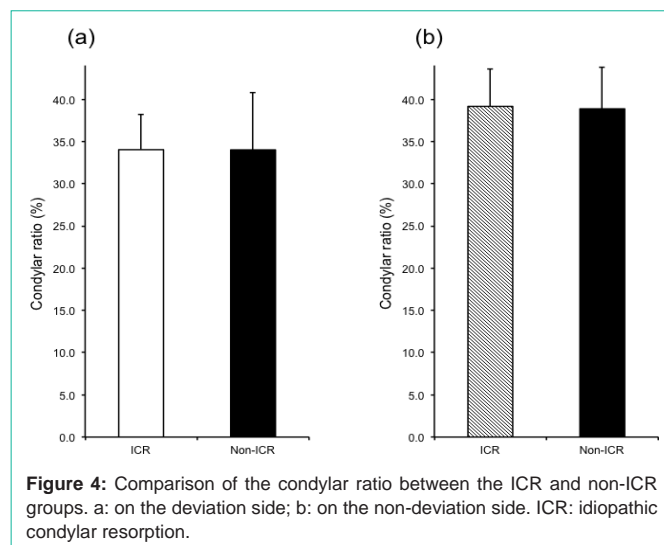 (a)
Condylar ratio (%)
40.0
35.0
30.0
25.0
20.0
15.0
10.0
5.0
0.0
ICR
Non-ICR
(b)
Condylar ratio (%)
40.0
35.0
30.0
25.0
20.0
15.0
10.0
5.0
0.0
ICR
Non-ICR
Figure 4: Comparison of the condylar ratio between the ICR and non-ICR
groups. a: on the deviation side; b: on the non-deviation side. ICR: idiopathic
condylar resorption.